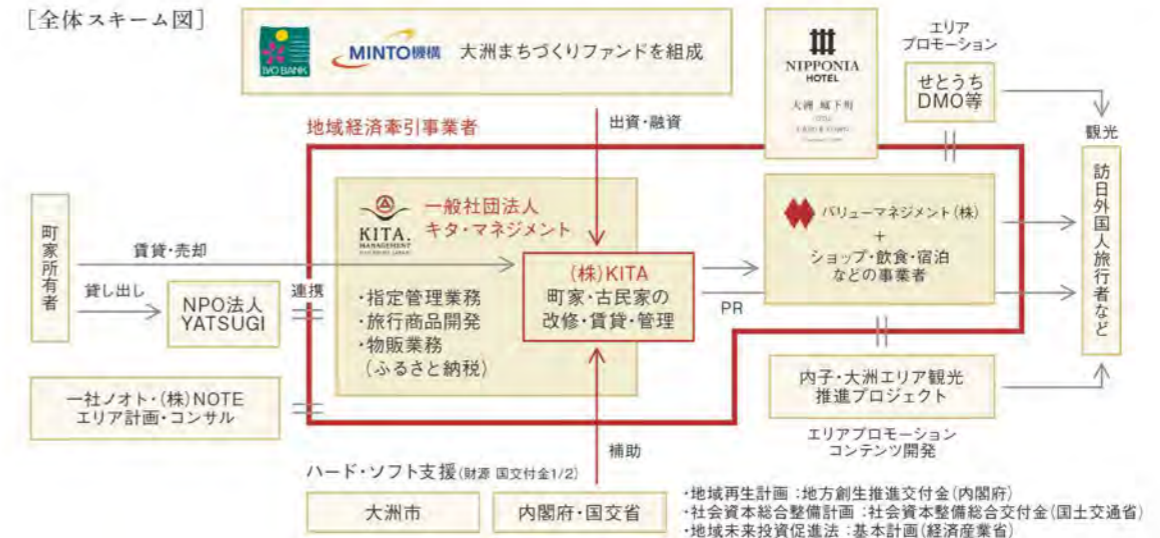 [全体スキーム図]
IYO BANK
MINTO機構
大洲まちづくりファンドを組成
NIPPONIA
HOTEL
大洲 城下町
エリア
プロモーション
せとうち
DMO等
地域経済牽引事業者
出資・融資
観光
訪日外国人旅行者など
町家所有者
賃貸・売却
貸し出し
NPO法人
YATSUGI
連携
KITA.
MANAGEMENT
一般社団法人
キタ・マネジメント
・指定管理業務
・旅行商品開発
・物販業務
(ふるさと納税)
(株)KITA
町家・古民家の
改修・賃貸・管理
PR
バリューマネジメント(株)
+
ショップ・飲食・宿泊
などの事業者
一社ノオト・(株)NOTE
エリア計画・コンサル
内子・大洲エリア観光
推進プロジェクト
エリアプロモーション
コンテンツ開発
補助
ハード・ソフト支援(財源 国交付金1/2)
大洲市
内閣府・国交省
・地域再生計画:地方創生推進交付金(内閣府)
・社会資本総合整備計画:社会資本整備総合交付金(国土交通省)
・地域未来投資促進法:基本計画(経済産業省)